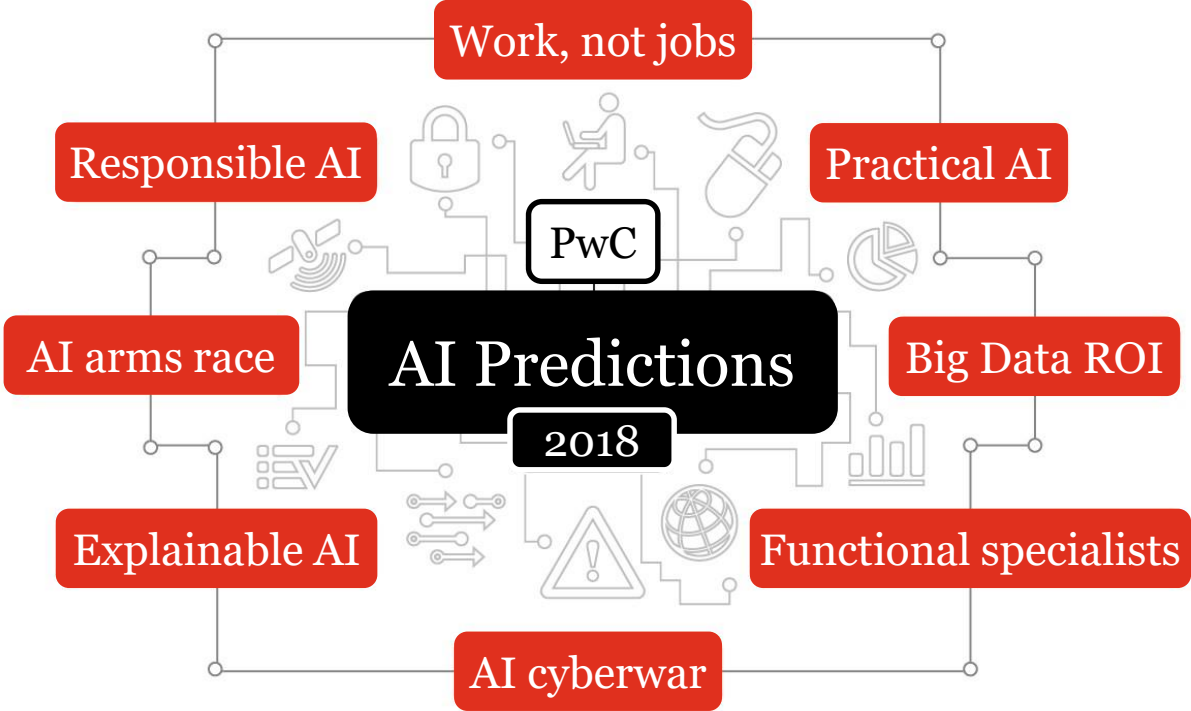 Work, not jobs
Responsible AI
Practical AI
PwC
AI arms race
AI Predictions
Big Data ROI
2018
Explainable AI
Functional specialists
AI cyberwar